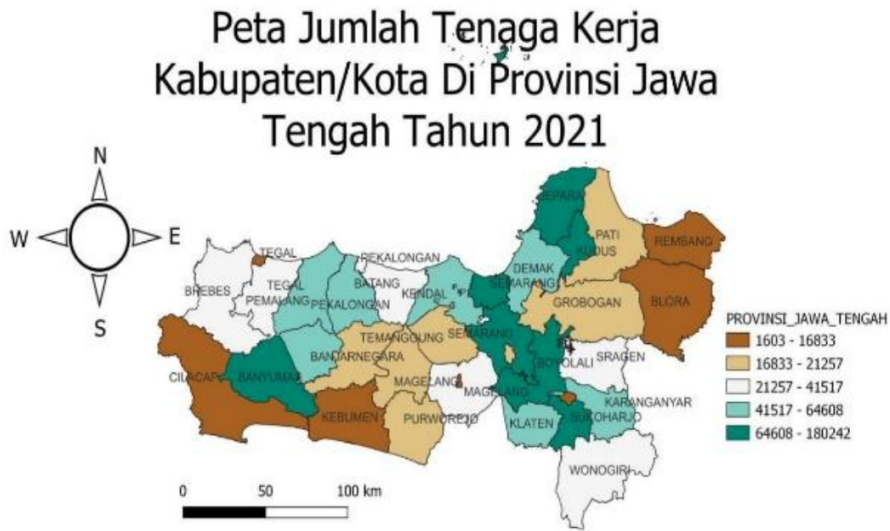 Peta Jumlah Tenaga Kerja
Kabupaten/Kota Di Provinsi Jawa
Tengah Tahun 2021
N
W
E
S
JEPARA
PATI
KUDUS
REMBANG
TEGAL
PEKALONGAN
DEMAK
BREBES
TEGAL
BATANG
SEMARANG
PEMALANG
PEKALONGAN
KENDAL
GROBOGAN
BLORA
TEMANGGUNG
SEMARANG
BANJARNEGARA
BOYOLALI
SRAGEN
CILACAP
BANYUMAS
MAGELANG
MAGELANG
KARANGANYAR
KEBUMEN
PURWOREJO
KLATEN
SUKOHARJO
WONOGIRI
PROVINSI_JAWA_TENGAH
1603 - 16833
16833 - 21257
21257 - 41517
41517 - 64608
64608 - 180242
0 50 100 km